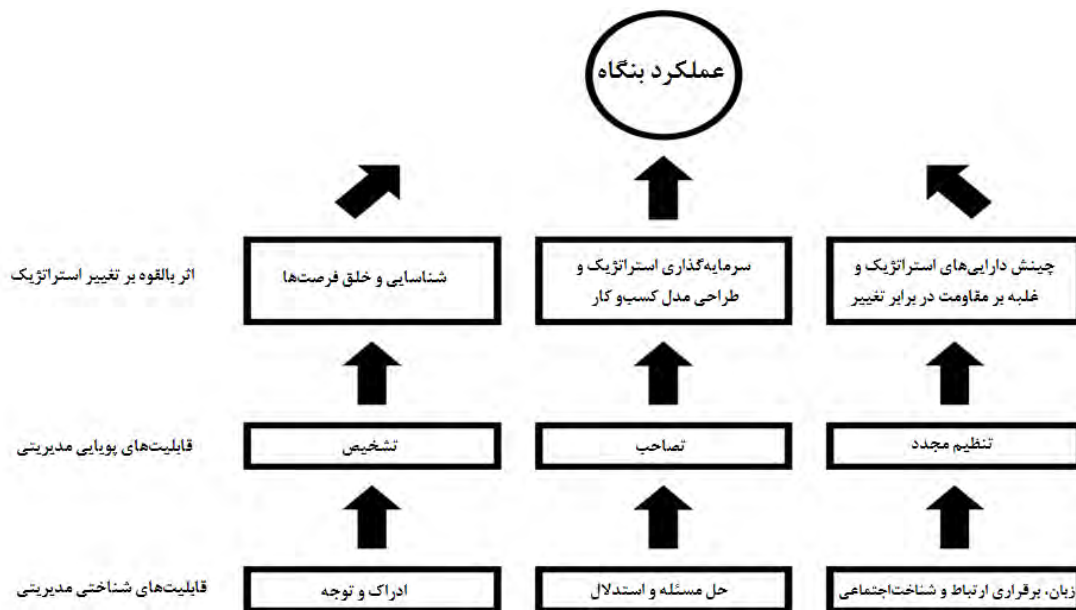 عملکرد بنگاه
چینش دارایی‌های استراتژیک و
غلبه بر مقاومت در برابر تغییر
سرمایه‌گذاری استراتژیک و
طراحی مدل کسب‌و کار
شناسایی و خلق فرصت‌ها
اثر بالقوه بر تغییر استراتژیک
تنظیم مجدد
تصاحب
تشخیص
قابلیت‌های پویایی مدیریتی
زبان، برقراری ارتباط و شناخت‌اجتماعی
حل مسئله و استدلال
ادراک و توجه
قابلیت‌های شناختی مدیریتی